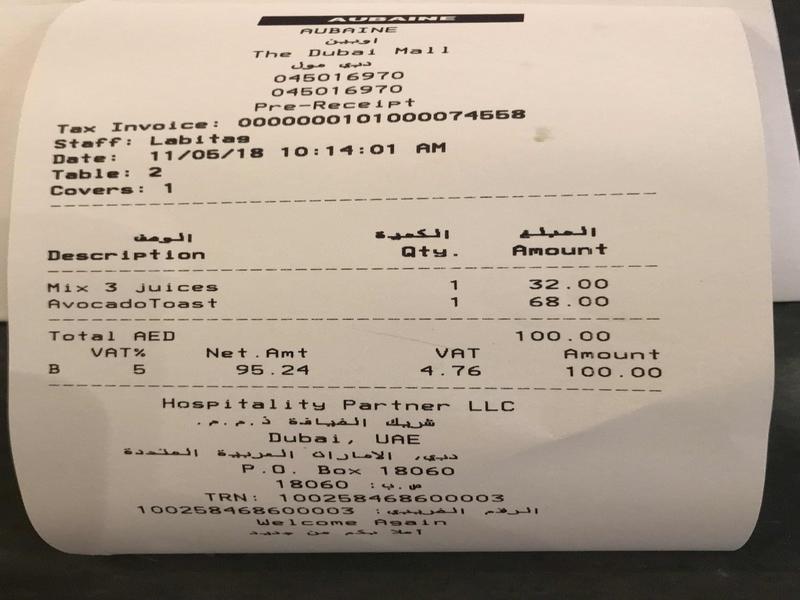 AUBAINE
AUBAINE
اوبين
The Dubai Mall
دبي مول
045016970
045016970
Pre-Receipt
Tax Invoice: 0000000101000074558
Staff: Labitag
Date: 11/05/18 10:14:01 AM
Table: 2
Covers: 1
الوصف الكمية المبلغ
Description Qty. Amount
Mix 3 juices 1 32.00
AvocadoToast 1 68.00
Total AED 100.00
VAT% Net.Amt VAT Amount
B 5 95.24 4.76 100.00
Hospitality Partner LLC
شريك الضيافة ذ.م.م.
Dubai, UAE
دبي, الامارات العربية المتحدة
P.O. Box 18060
ص.ب: 18060
TRN: 100258468600003
الرقم الضريبي: 100258468600003
Welcome Again
أهلا بكم من جديد